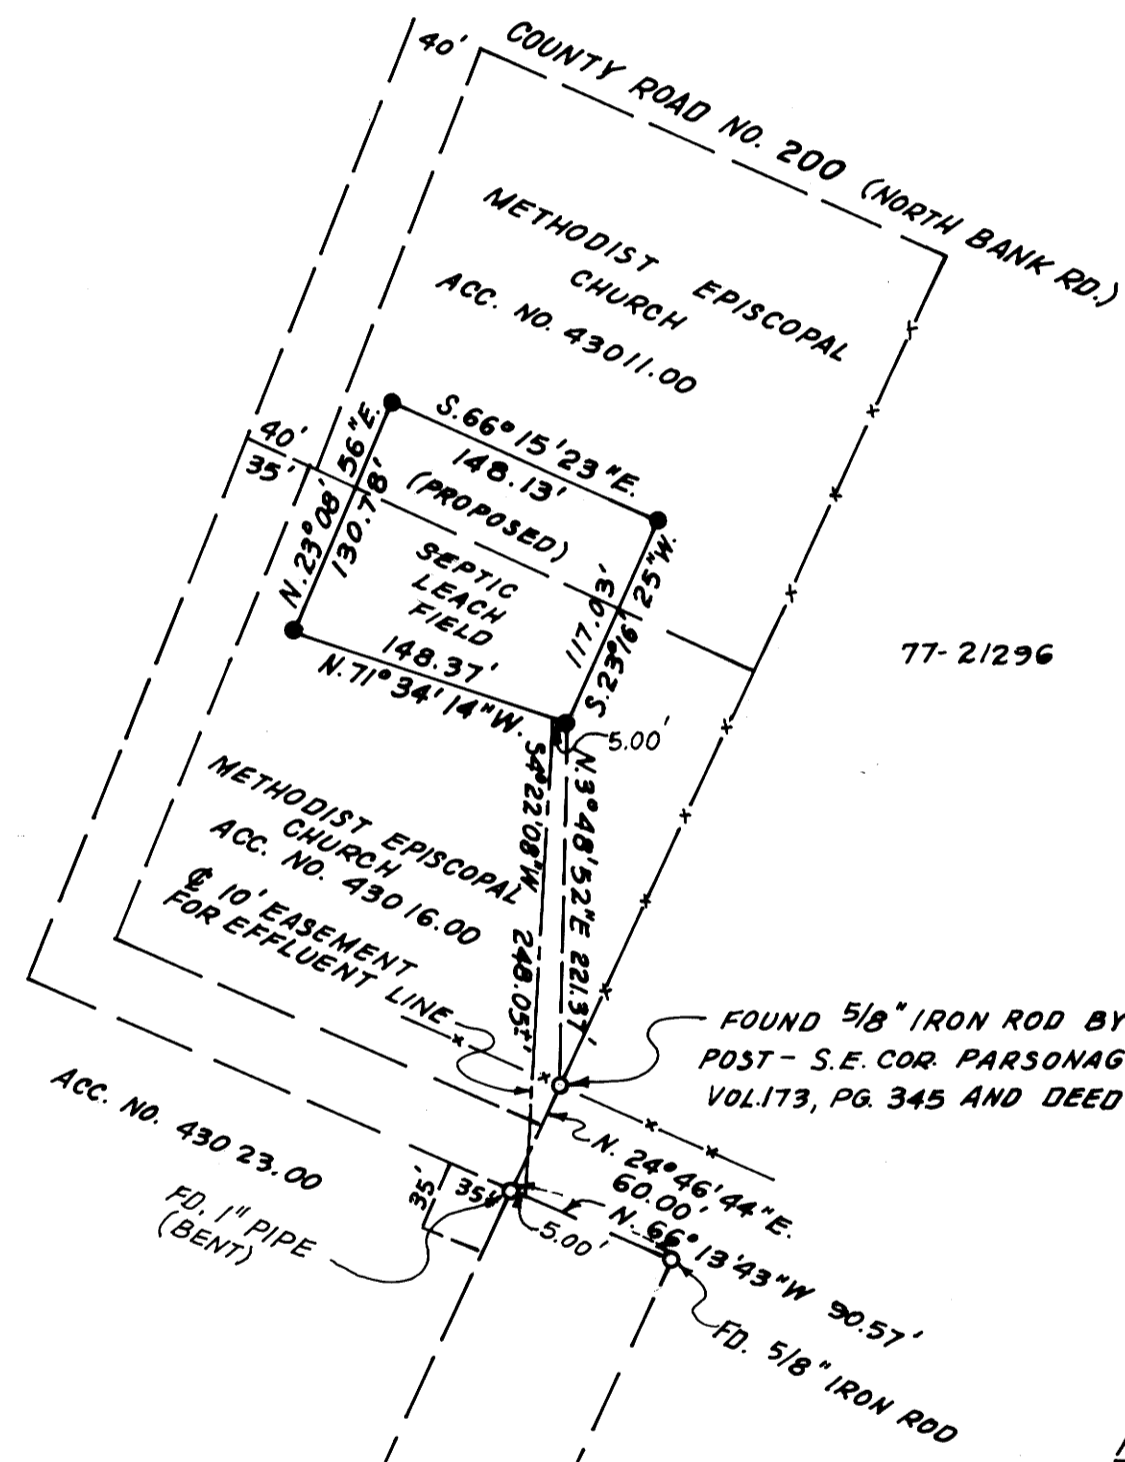 40'
COUNTY ROAD NO. 200 (NORTH BANK RD.)
METHODIST EPISCOPAL
CHURCH
ACC. NO. 43011.00
40'
35'
S.66° 15'23"E.
148.13'
(PROPOSED)
SEPTIC
LEACH
FIELD
N.23°08'56"E.
130.78'
117.03'
S.23°16'25"W.
148.37'
N.71°34'14"W.
5.00'
77-21296
S4°22'08"W 248.05±'
N.3°48'52"E 221.37'
METHODIST EPISCOPAL
CHURCH
ACC. NO. 43016.00
℄ 10' EASEMENT
FOR EFFLUENT LINE
FOUND 5/8" IRON ROD BY
POST - S.E. COR. PARSONAG
VOL.173, PG. 345 AND DEED
ACC. NO. 43023.00
N. 24°46'44"E.
60.00'
35'
35'
N. 66°13'43"W 90.57'
5.00'
FD. 1" PIPE
(BENT)
FD. 5/8" IRON ROD